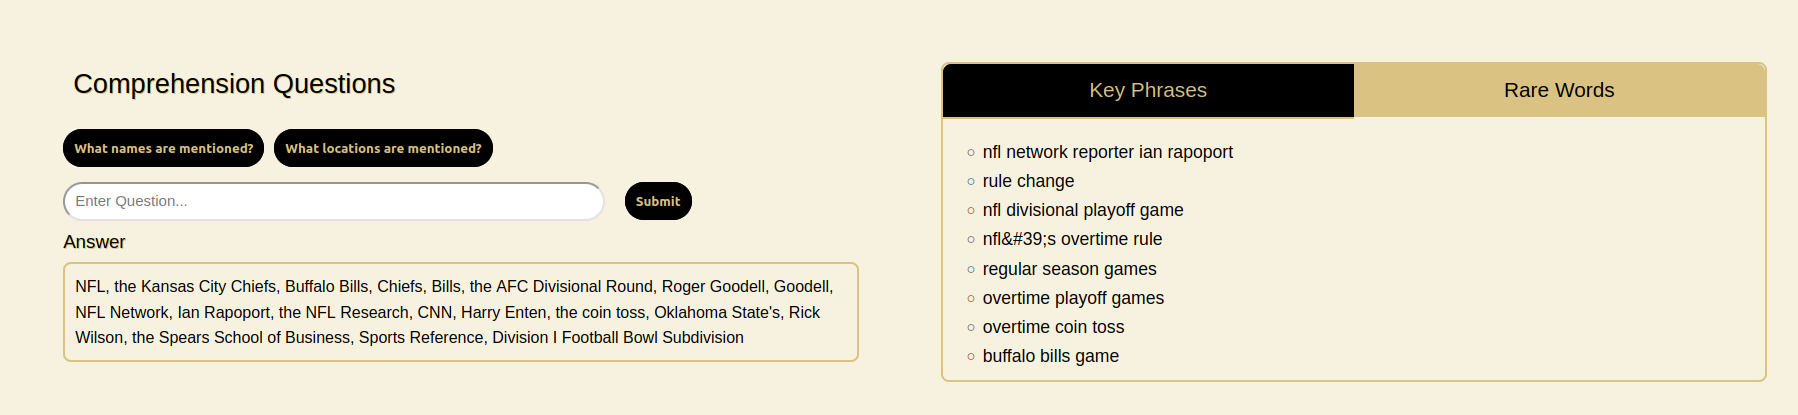 Comprehension Questions
What names are mentioned?
What locations are mentioned?
Enter Question...
Submit
Answer
NFL, the Kansas City Chiefs, Buffalo Bills, Chiefs, Bills, the AFC Divisional Round, Roger Goodell, Goodell,
NFL Network, Ian Rapoport, the NFL Research, CNN, Harry Enten, the coin toss, Oklahoma State's, Rick
Wilson, the Spears School of Business, Sports Reference, Division I Football Bowl Subdivision
Key Phrases
Rare Words
nfl network reporter ian rapoport
rule change
nfl divisional playoff game
nfl&#39;s overtime rule
regular season games
overtime playoff games
overtime coin toss
buffalo bills game